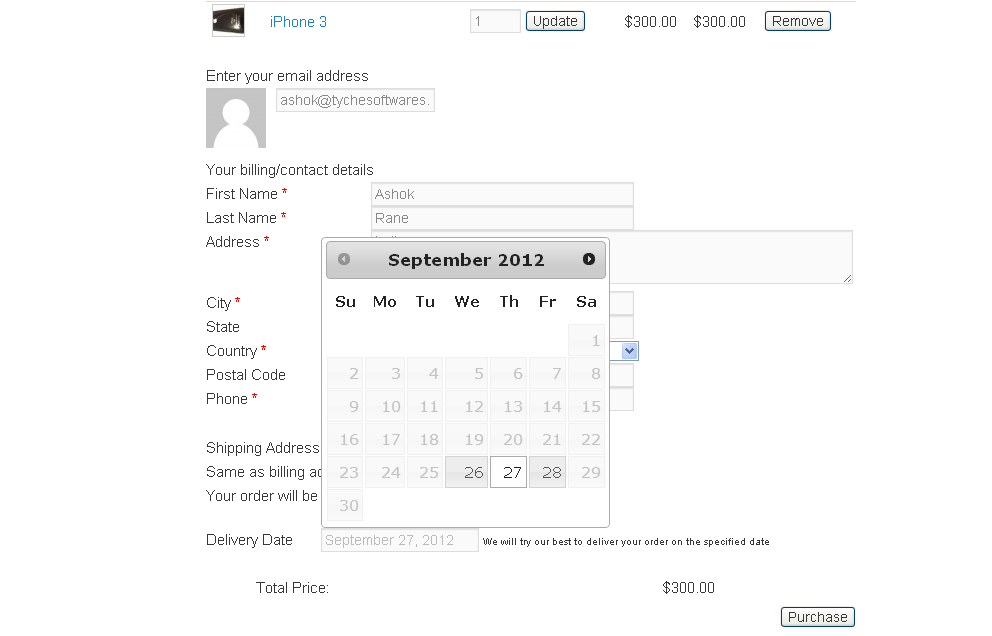 iPhone 3 1 Update $300.00 $300.00 Remove
Enter your email address
ashok@tychesoftwares.
Your billing/contact details
First Name * Ashok
Last Name * Rane
Address *
September 2012
Su Mo Tu We Th Fr Sa
1
2 3 4 5 6 7 8
9 10 11 12 13 14 15
16 17 18 19 20 21 22
23 24 25 26 27 28 29
30
City *
State
Country *
Postal Code
Phone *
Shipping Address
Same as billing
Your order will be
Delivery Date September 27, 2012 We will try our best to deliver your order on the specified date
Total Price: $300.00
Purchase